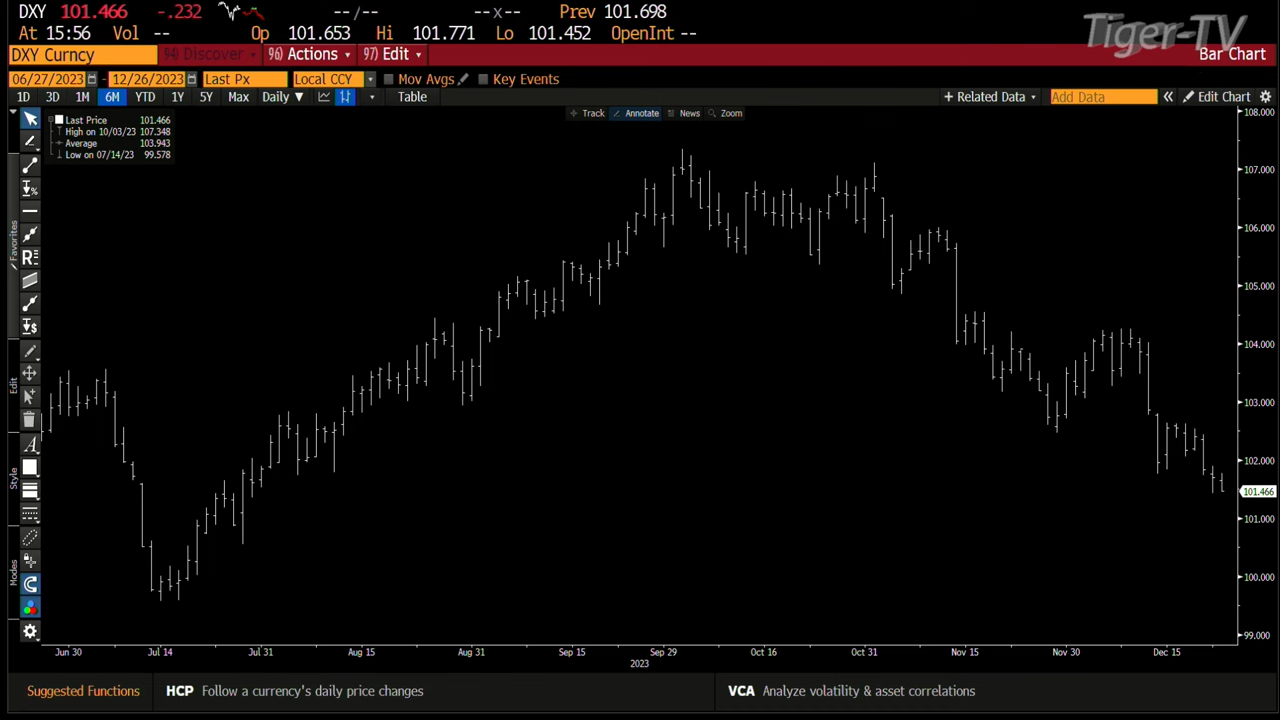 DXY 101.466 -.232 --/-- --x-- Prev 101.698
At 15:56 Vol -- Op 101.653 Hi 101.771 Lo 101.452 OpenInt --
Tiger-TV
DXY Curncy 94) Discover 96) Actions 97) Edit Bar Chart
06/27/2023 - 12/26/2023 Last Px Local CCY Mov Avgs Key Events
1D 3D 1M 6M YTD 1Y 5Y Max Daily ▼ Table + Related Data Add Data « Edit Chart
Track Annotate News Zoom
Last Price 101.466
High on 10/03/23 107.348
Average 103.943
Low on 07/14/23 99.578
Favorites
Edit
Style
Modes
108.000
107.000
106.000
105.000
104.000
103.000
102.000
101.466
101.000
100.000
99.000
Jun 30 Jul 14 Jul 31 Aug 15 Aug 31 Sep 15 Sep 29 Oct 16 Oct 31 Nov 15 Nov 30 Dec 15
2023
Suggested Functions HCP Follow a currency's daily price changes VCA Analyze volatility & asset correlations